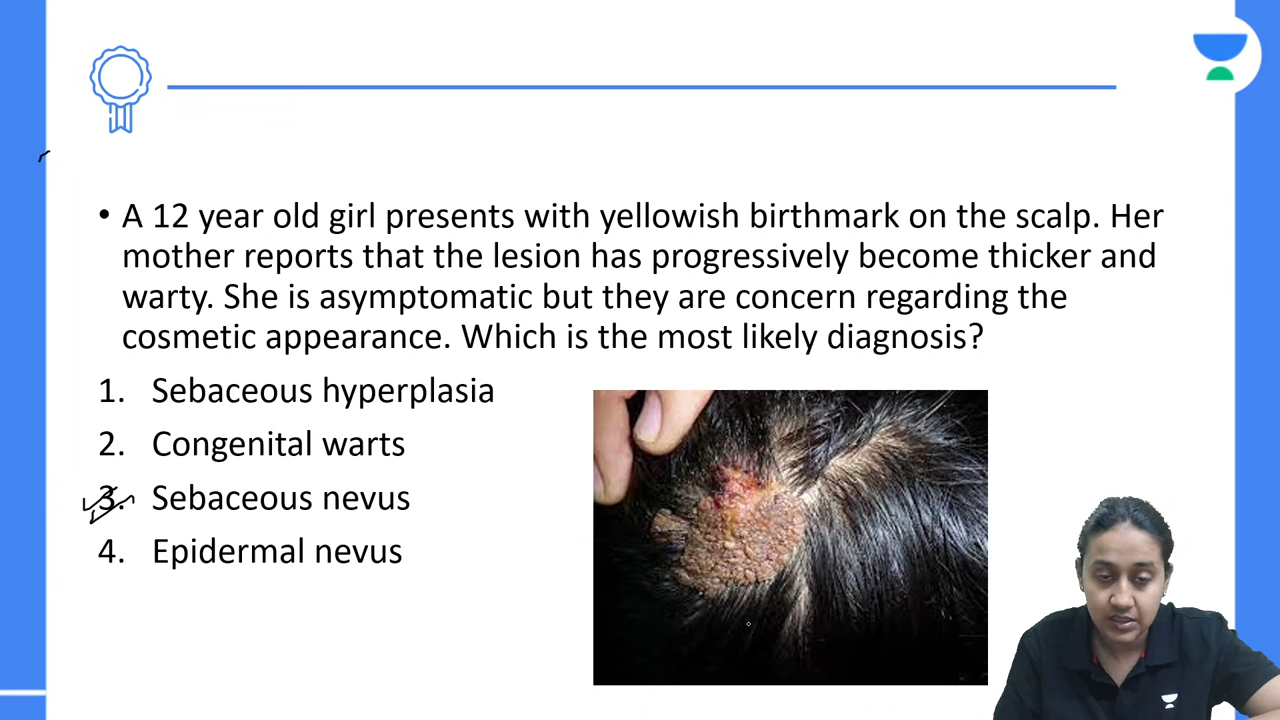 • A 12 year old girl presents with yellowish birthmark on the scalp. Her
mother reports that the lesion has progressively become thicker and
warty. She is asymptomatic but they are concern regarding the
cosmetic appearance. Which is the most likely diagnosis?
1. Sebaceous hyperplasia
2. Congenital warts
3. Sebaceous nevus
4. Epidermal nevus